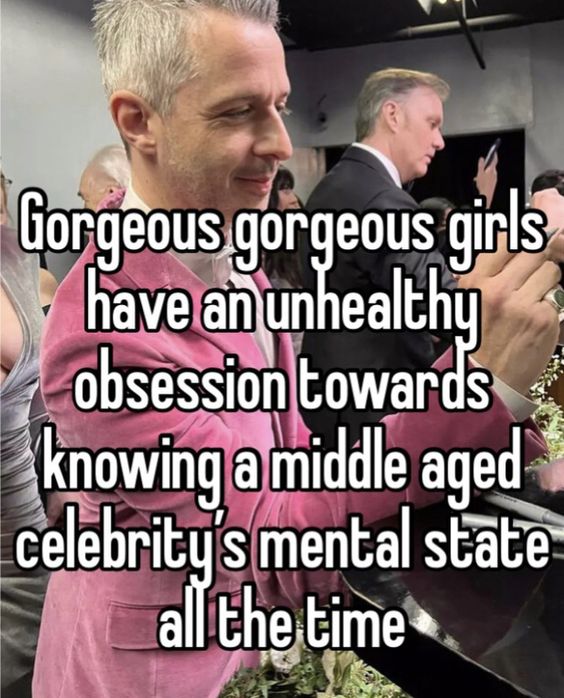 Gorgeous gorgeous girls
have an unhealthy
obsession towards
knowing a middle aged
celebrity's mental state
all the time